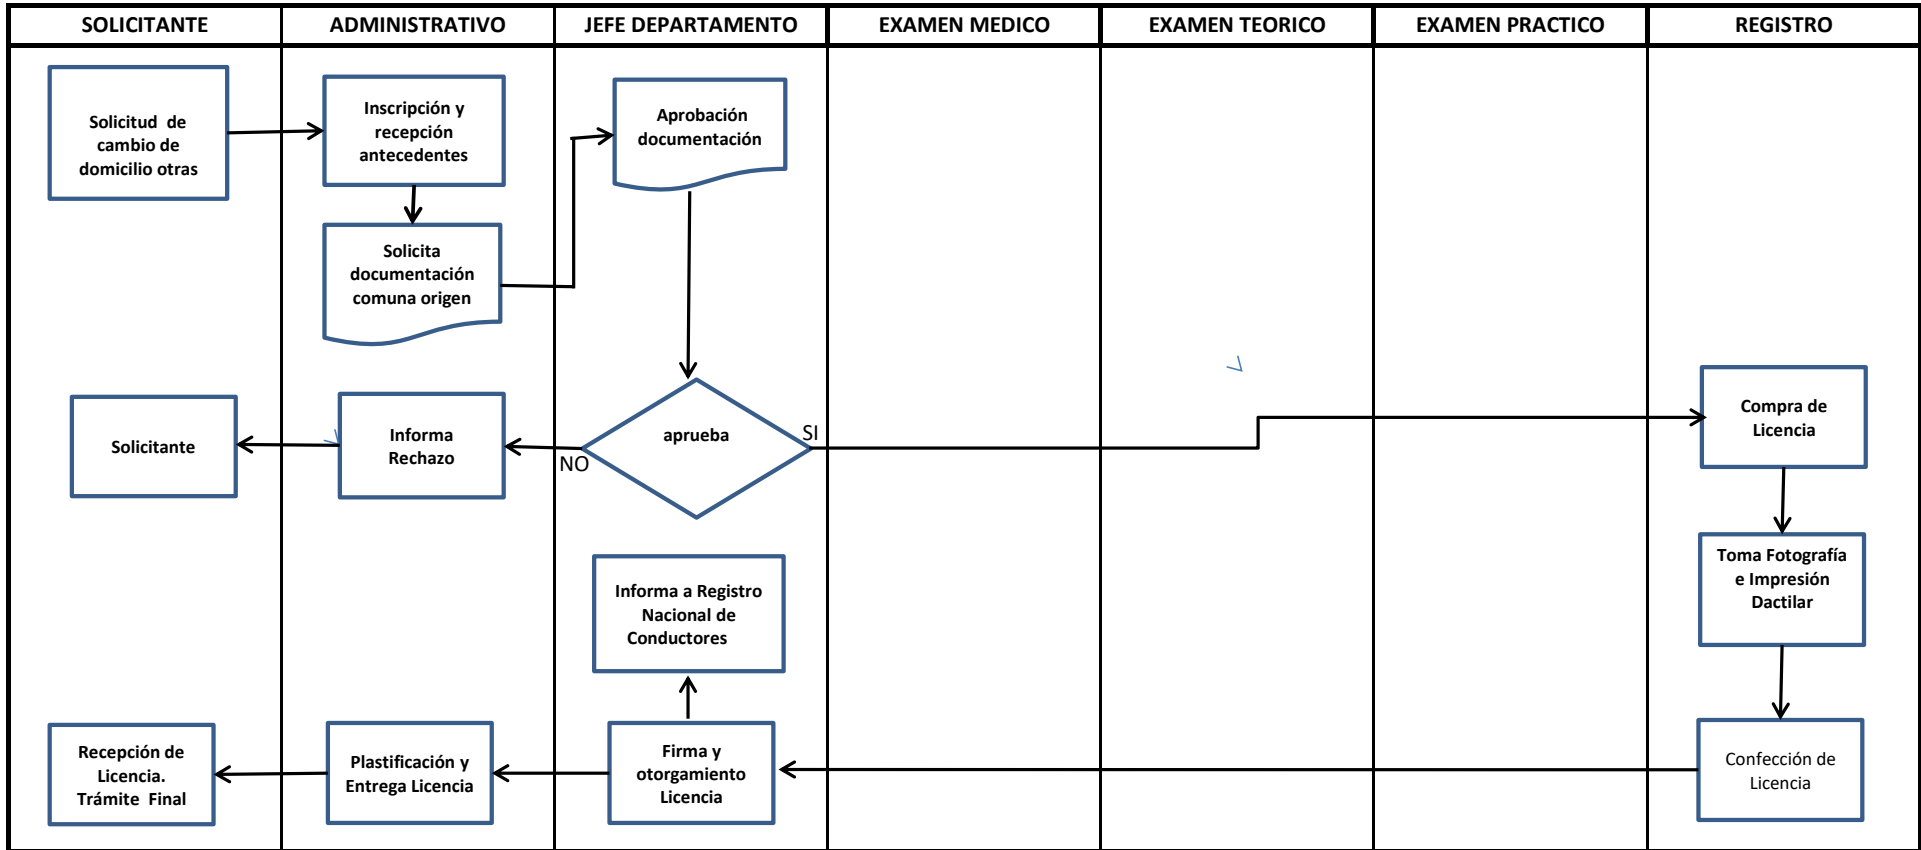 SOLICITANTE
ADMINISTRATIVO
JEFE DEPARTAMENTO
EXAMEN MEDICO
EXAMEN TEORICO
EXAMEN PRACTICO
REGISTRO
Solicitud de
cambio de
domicilio otras
Inscripción y
recepción
antecedentes
Aprobación
documentación
Solicita
documentación
comuna origen
Solicitante
Informa
Rechazo
NO
aprueba
SI
Compra de
Licencia
Toma Fotografía
e Impresión
Dactilar
Informa a Registro
Nacional de
Conductores
Recepción de
Licencia.
Trámite Final
Plastificación y
Entrega Licencia
Firma y
otorgamiento
Licencia
Confección de
Licencia